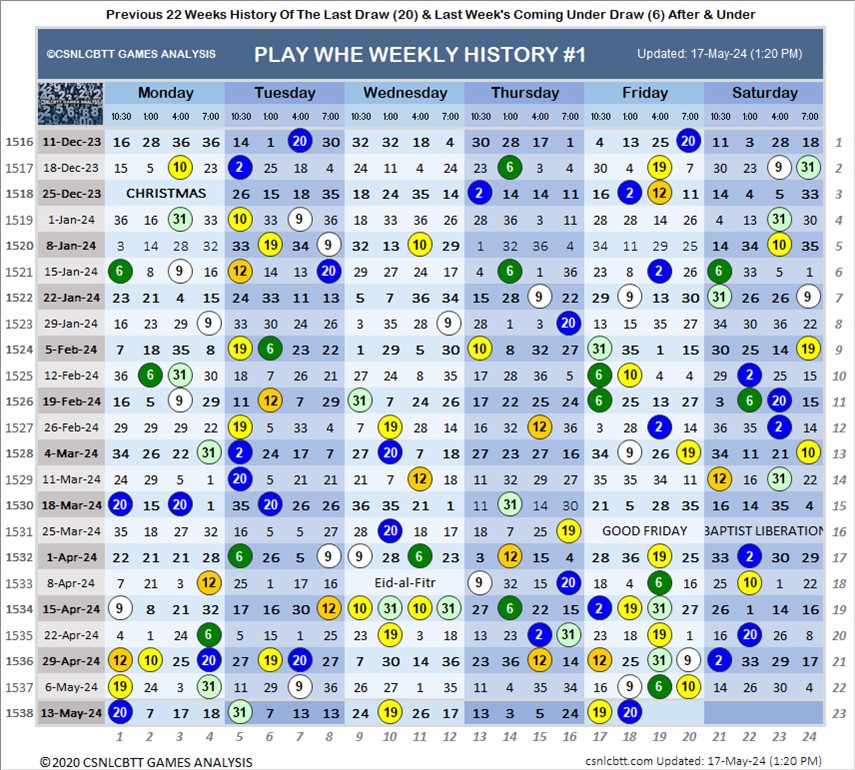 Previous 22 Weeks History Of The Last Draw (20) & Last Week's Coming Under Draw (6) After & Under
©CSNLCBTT GAMES ANALYSIS PLAY WHE WEEKLY HISTORY #1 Updated: 17-May-24 (1:20 PM)
CSNLCBTT GAMES ANALYSIS Monday Tuesday Wednesday Thursday Friday Saturday
10:30 1:00 4:00 7:00 10:30 1:00 4:00 7:00 10:30 1:00 4:00 7:00 10:30 1:00 4:00 7:00 10:30 1:00 4:00 7:00 10:30 1:00 4:00 7:00
1516 11-Dec-23 16 28 36 36 14 1 20 30 32 32 18 4 30 28 17 1 4 13 25 20 11 3 28 18 1
1517 18-Dec-23 15 5 10 23 2 25 18 4 24 11 4 24 23 6 3 4 30 4 19 7 30 23 9 31 2
1518 25-Dec-23 CHRISTMAS 26 15 18 35 18 24 35 14 2 14 14 11 16 2 12 11 14 4 5 33 3
1519 1-Jan-24 36 16 31 33 10 33 9 36 18 33 36 26 28 36 3 11 28 28 14 26 4 23 31 4
1520 8-Jan-24 3 14 28 32 33 19 34 9 32 13 10 29 1 32 36 4 34 11 29 25 14 34 10 35 5
1521 15-Jan-24 6 8 9 16 12 14 13 20 29 27 24 17 4 6 1 36 23 8 2 26 6 33 5 1 6
1522 22-Jan-24 23 21 4 15 24 33 11 13 5 7 36 34 15 28 9 22 29 9 13 30 31 26 26 9 7
1523 29-Jan-24 16 23 29 9 33 30 24 26 3 35 28 12 28 1 3 20 13 15 35 27 34 30 36 22 8
1524 5-Feb-24 7 18 35 8 19 6 23 22 1 29 5 30 10 8 32 27 31 35 1 15 30 25 14 19 9
1525 12-Feb-24 36 6 31 30 18 7 26 21 27 24 8 35 17 28 36 5 6 10 4 4 29 2 25 15 10
1526 19-Feb-24 16 5 9 29 11 12 7 29 31 7 24 26 17 22 25 24 6 25 13 27 3 6 20 15 11
1527 26-Feb-24 29 29 29 22 19 5 33 4 7 19 28 14 16 32 12 36 3 4 2 14 36 35 2 14 12
1528 4-Mar-24 34 26 22 31 2 24 17 7 27 20 7 18 27 23 27 16 34 9 26 19 34 11 21 10 13
1529 11-Mar-24 24 29 5 1 20 5 21 21 21 7 12 28 11 32 29 27 35 35 34 11 12 16 31 22 14
1530 18-Mar-24 20 15 20 1 35 20 26 26 36 35 21 1 11 31 14 30 21 5 28 35 16 14 35 4 15
1531 25-Mar-24 35 18 27 32 16 5 23 26 28 20 18 17 18 7 25 19 GOOD FRIDAY BAPTIST LIBERATION 16
1532 1-Apr-24 22 21 21 28 6 26 5 9 9 28 6 23 3 12 15 4 28 36 19 25 33 2 30 29 17
1533 8-Apr-24 7 21 3 12 25 1 17 16 Eid-al-Fitr 9 32 15 20 18 4 6 16 25 10 1 22 18
1534 15-Apr-24 9 8 21 32 17 16 30 12 10 31 10 31 27 6 22 15 2 19 31 27 26 1 14 16 19
1535 22-Apr-24 4 1 24 6 5 15 1 25 23 19 3 18 13 23 2 31 23 18 19 1 16 20 26 8 20
1536 29-Apr-24 12 10 25 20 27 19 20 27 7 30 14 16 23 36 12 14 12 25 31 9 2 33 29 17 21
1537 6-May-24 19 24 3 31 11 7 9 36 26 27 1 35 11 4 35 34 16 9 6 10 14 26 30 4 22
1538 13-May-24 20 7 17 18 31 7 13 13 24 19 26 17 13 3 5 24 19 20 23
1 2 3 4 5 6 7 8 9 10 11 12 13 14 15 16 17 18 19 20 21 22 23 24
©2020 CSNLCBTT GAMES ANALYSIS csnlcbtt.com Updated: 17-May-24 (1:20 PM)